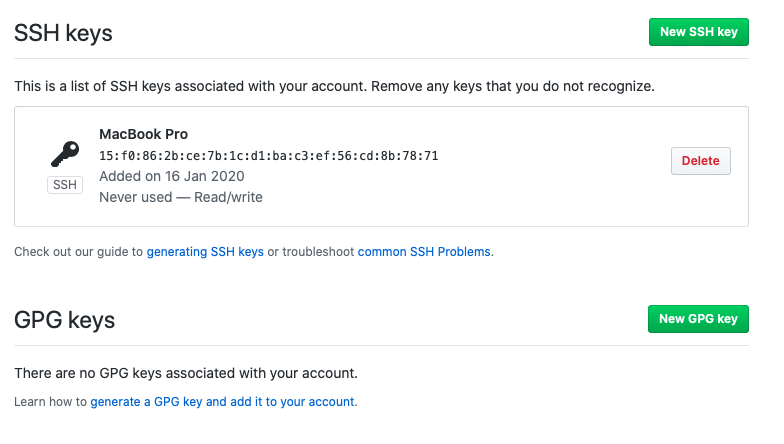 SSH keys
New SSH key
This is a list of SSH keys associated with your account. Remove any keys that you do not recognize.
MacBook Pro
15:f0:86:2b:ce:7b:1c:d1:ba:c3:ef:56:cd:8b:78:71
Added on 16 Jan 2020
Never used — Read/write
SSH
Delete
Check out our guide to generating SSH keys or troubleshoot common SSH Problems.
GPG keys
New GPG key
There are no GPG keys associated with your account.
Learn how to generate a GPG key and add it to your account.